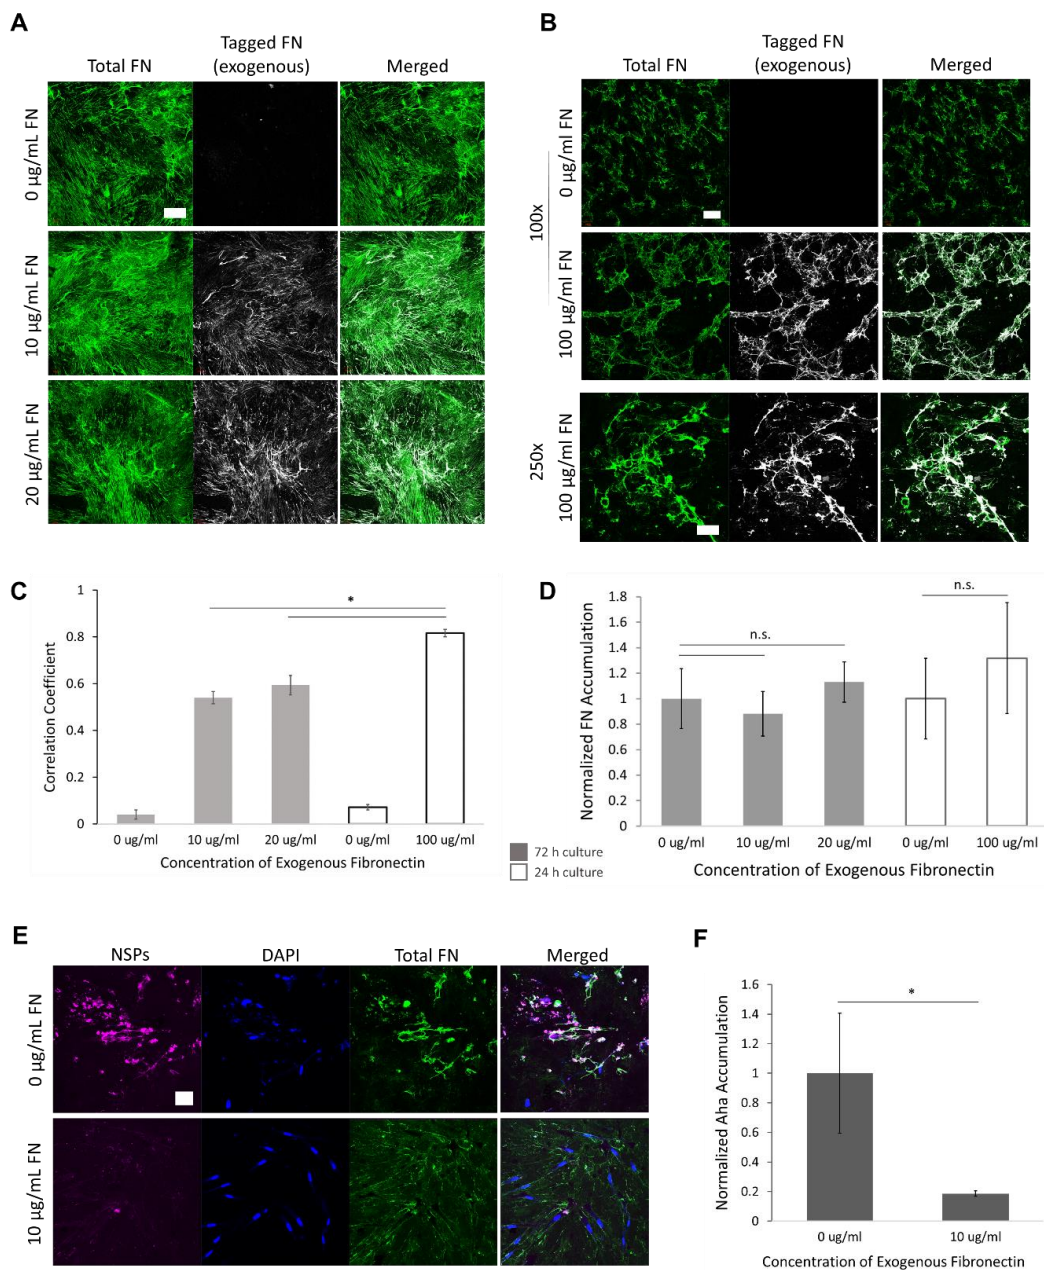 A
Total FN
Tagged FN
(exogenous)
Merged
0 µg/mL FN
10 µg/mL FN
20 µg/mL FN
B
Total FN
Tagged FN
(exogenous)
Merged
100x
0 µg/ml FN
100 µg/ml FN
250x
100 µg/ml FN
C
Correlation Coefficient
1
0.8
0.6
0.4
0.2
0
*
0 ug/ml
10 ug/ml
20 ug/ml
0 ug/ml
100 ug/ml
Concentration of Exogenous Fibronectin
72 h culture
24 h culture
D
Normalized FN Accumulation
1.8
1.6
1.4
1.2
1
0.8
0.6
0.4
0.2
0
n.s.
n.s.
0 ug/ml
10 ug/ml
20 ug/ml
0 ug/ml
100 ug/ml
Concentration of Exogenous Fibronectin
E
NSPs
DAPI
Total FN
Merged
0 µg/mL FN
10 µg/mL FN
F
Normalized Aha Accumulation
1.6
1.4
1.2
1
0.8
0.6
0.4
0.2
0
*
0 ug/ml
10 ug/ml
Concentration of Exogenous Fibronectin